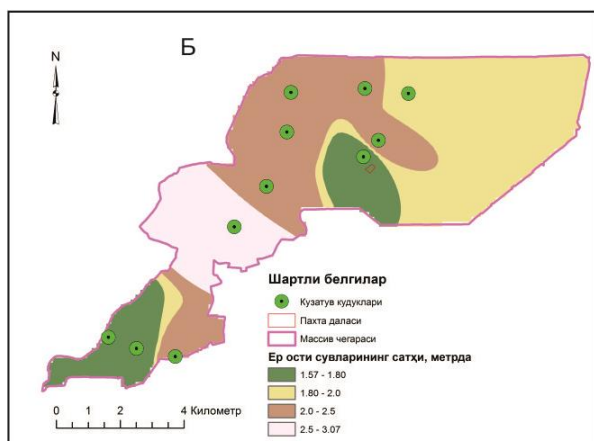 Б
N
Шартли белгилар
Кузатув кудуклари
Пахта даласи
Массив чегараси
Ер ости сувларининг сатҳи, метрда
1.57 - 1.80
1.80 - 2.0
2.0 - 2.5
2.5 - 3.07
0 1 2 4 Километр